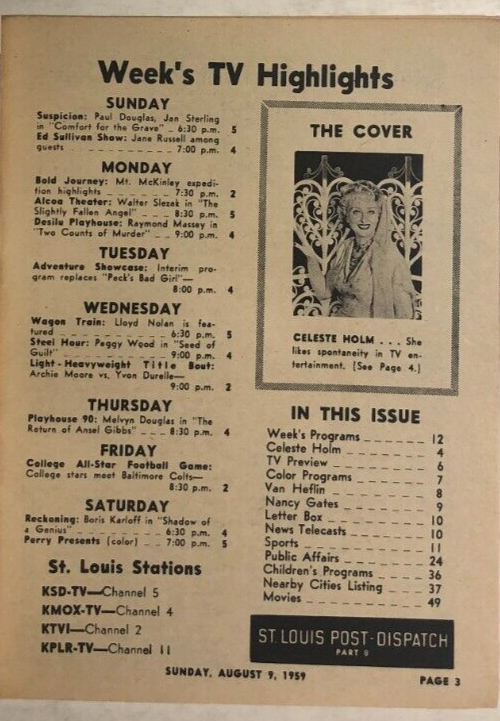 Week's TV Highlights
SUNDAY
Suspicion: Paul Douglas, Jan Sterling
in "Comfort for the Grave" _ 6:30 p.m. 5
Ed Sullivan Show: Jane Russell among
guests _ _ _ _ _ _ _ _ 7:00 p.m. 4
MONDAY
Bold Journey: Mt. McKinley expedi-
tion highlights _ _ _ _ _ _ 7:30 p.m. 2
Alcoa Theater: Walter Slezak in "The
Slightly Fallen Angel" _ _ _ 8:30 p.m. 5
Desilu Playhouse: Raymond Massey in
"Two Counts of Murder" _ _ 9:00 p.m. 4
TUESDAY
Adventure Showcase: Interim pro-
gram replaces "Peck's Bad Girl"—
8:00 p.m. 4
WEDNESDAY
Wagon Train: Lloyd Nolan is fea-
tured _ _ _ _ _ _ _ _ 6:30 p.m. 5
Steel Hour: Peggy Wood in "Seed of
Guilt" _ _ _ _ _ _ _ _ 9:00 p.m. 4
Light-Heavyweight Title Bout:
Archie Moore vs. Yvon Durelle—
9:00 p.m. 2
THURSDAY
Playhouse 90: Melvyn Douglas in "The
Return of Ansel Gibbs" _ _ _ 8:30 p.m. 4
FRIDAY
College All-Star Football Game:
College stars meet Baltimore Colts—
8:30 p.m. 2
SATURDAY
Reckoning: Boris Karloff in "Shadow of
a Genius" _ _ _ _ _ _ _ 6:30 p.m. 4
Perry Presents (color) _ _ 7:00 p.m. 5
St. Louis Stations
KSD-TV—Channel 5
KMOX-TV—Channel 4
KTVI—Channel 2
KPLR-TV—Channel 11
THE COVER
CELESTE HOLM . . . She
likes spontaneity in TV en-
tertainment. (See Page 4.)
IN THIS ISSUE
Week's Programs _ _ _ _ _ _ 12
Celeste Holm _ _ _ _ _ _ _ 4
TV Preview _ _ _ _ _ _ _ 6
Color Programs _ _ _ _ _ _ 7
Van Heflin _ _ _ _ _ _ _ 8
Nancy Gates _ _ _ _ _ _ _ 9
Letter Box _ _ _ _ _ _ _ 10
News Telecasts _ _ _ _ _ _ 10
Sports _ _ _ _ _ _ _ _ 11
Public Affairs _ _ _ _ _ _ 24
Children's Programs _ _ _ _ 36
Nearby Cities Listing _ _ _ _ 37
Movies _ _ _ _ _ _ _ _ 49
ST. LOUIS POST-DISPATCH
PART 9
SUNDAY, AUGUST 9, 1959
PAGE 3